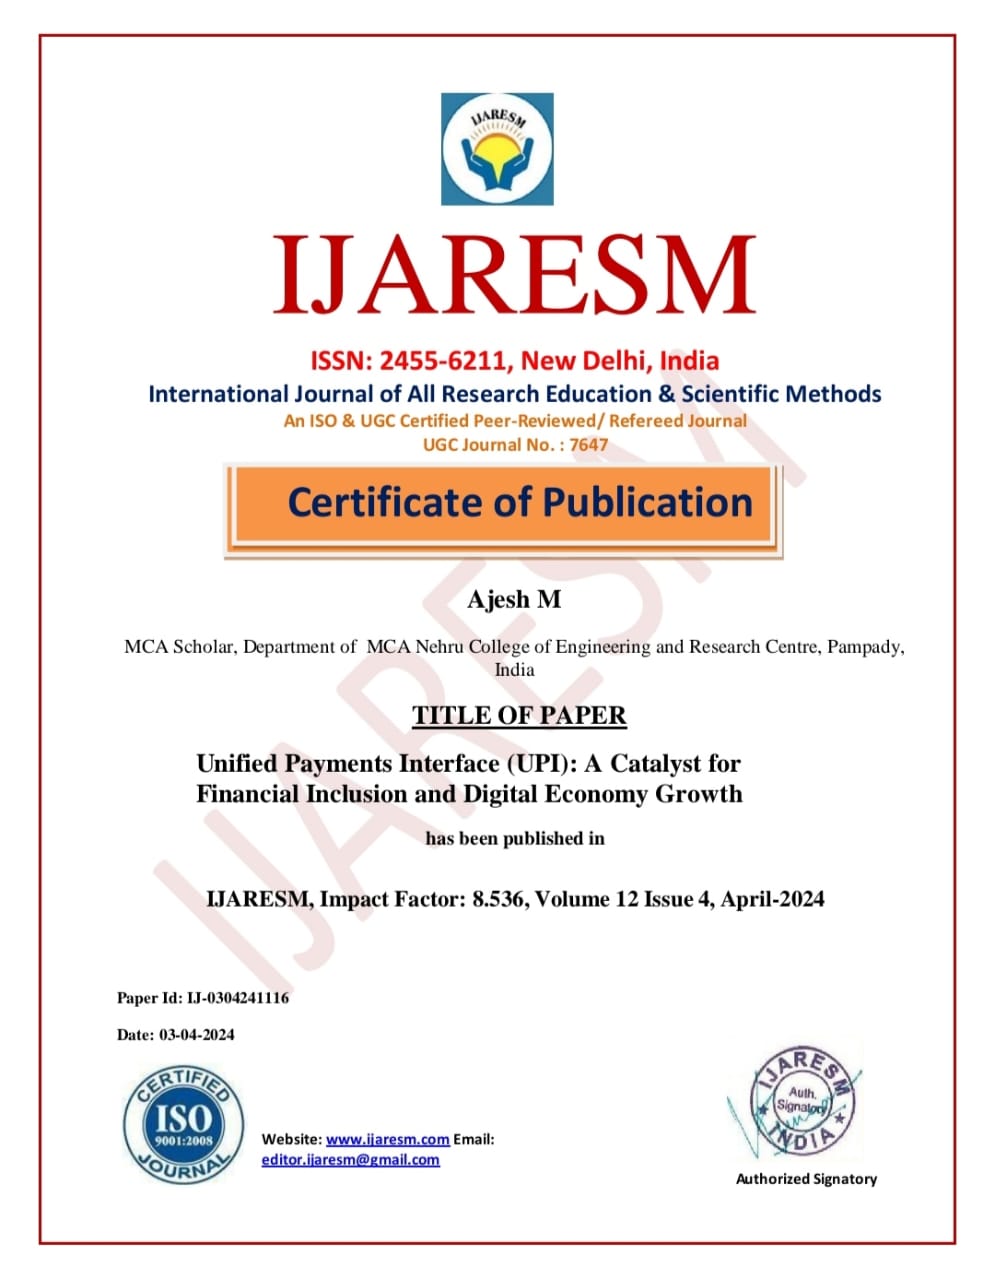 IJARESM
IJARESM
ISSN: 2455-6211, New Delhi, India
International Journal of All Research Education & Scientific Methods
An ISO & UGC Certified Peer-Reviewed/ Refereed Journal
UGC Journal No. : 7647
Certificate of Publication
Ajesh M
MCA Scholar, Department of MCA Nehru College of Engineering and Research Centre, Pampady,
India
TITLE OF PAPER
Unified Payments Interface (UPI): A Catalyst for
Financial Inclusion and Digital Economy Growth
has been published in
IJARESM, Impact Factor: 8.536, Volume 12 Issue 4, April-2024
IJARESM
Paper Id: IJ-0304241116
Date: 03-04-2024
CERTIFIED
ISO
9001:2008
JOURNAL
Website: www.ijaresm.com Email:
editor.ijaresm@gmail.com
IJARESM
Auth.
Signatory
INDIA
Authorized Signatory